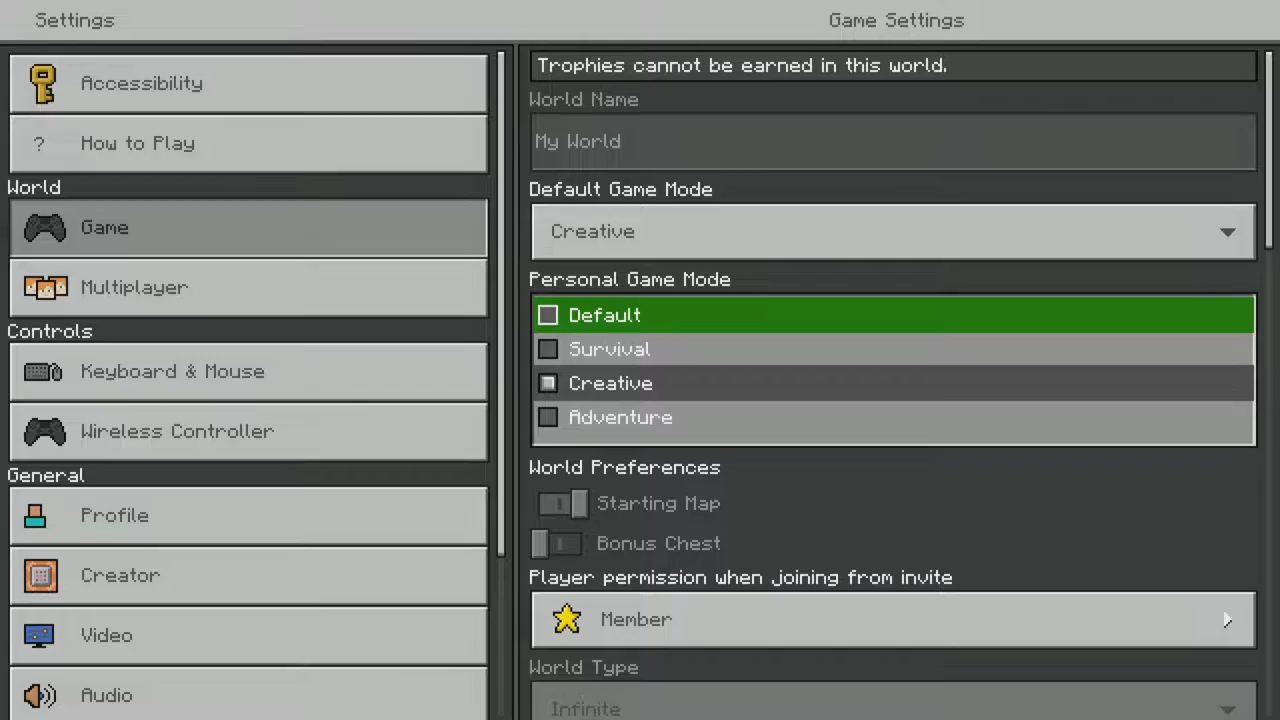 Settings
Game Settings
Accessibility
? How to Play
World
Game
Multiplayer
Controls
Keyboard & Mouse
Wireless Controller
General
Profile
Creator
Video
Audio
Trophies cannot be earned in this world.
World Name
My World
Default Game Mode
Creative
Personal Game Mode
Default
Survival
Creative
Adventure
World Preferences
Starting Map
Bonus Chest
Player permission when joining from invite
Member
World Type
Infinite